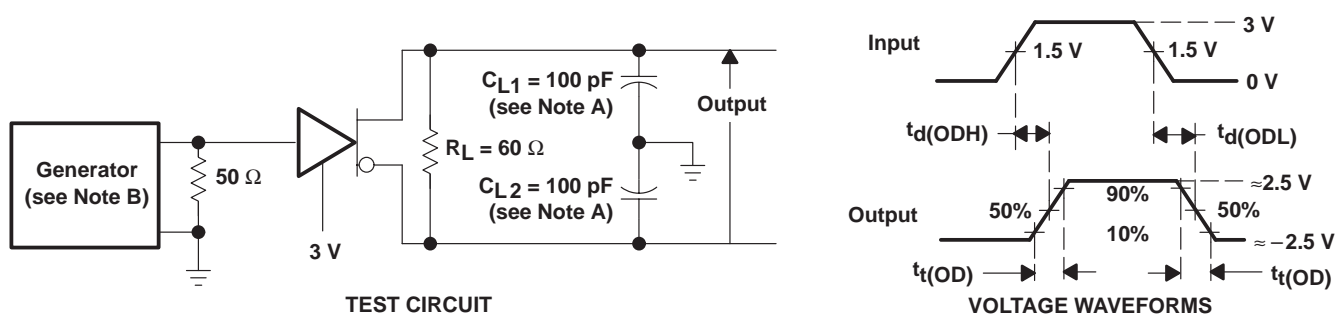 Generator
(see Note B)
50 Ω
3 V
RL = 60 Ω
CL1 = 100 pF
(see Note A)
CL2 = 100 pF
(see Note A)
Output
TEST CIRCUIT
Input
1.5 V
1.5 V
3 V
0 V
td(ODH)
td(ODL)
Output
50%
90%
50%
10%
≈2.5 V
≈ −2.5 V
tt(OD)
tt(OD)
VOLTAGE WAVEFORMS